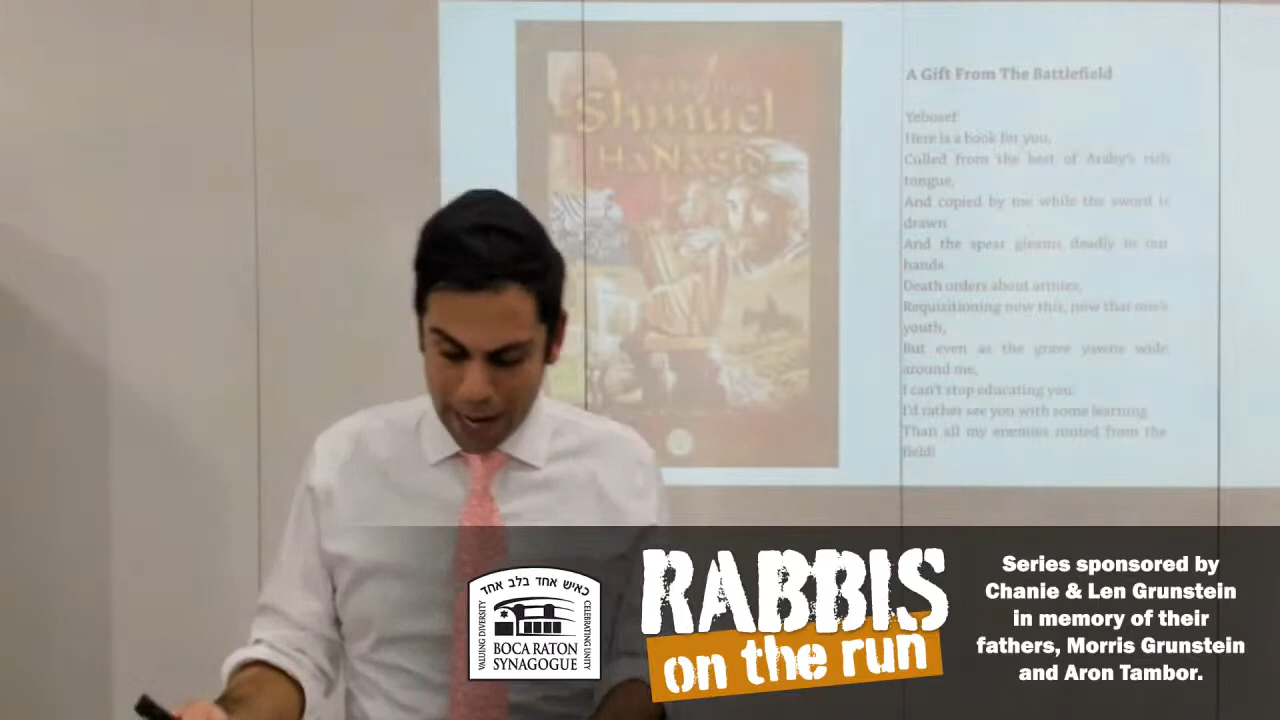 Shmuel
HaNagid
A Gift From The Battlefield
Yehosef
Here is a book for you,
Culled from the best of Araby's rich
tongue,
And copied by me while the sword is
drawn
And the spear gleams deadly in our
hands.
Death orders about armies,
Requisitioning now this, now that one's
youth,
But even as the grave yawns wide
around me,
I can't stop educating you.
I'd rather see you with some learning
Than all my enemies routed from the
field!
כאיש אחד בלב אחד
VALUING DIVERSITY
CELEBRATING UNITY
BOCA RATON
SYNAGOGUE
RABBIS
on the run
Series sponsored by
Chanie & Len Grunstein
in memory of their
fathers, Morris Grunstein
and Aron Tambor.